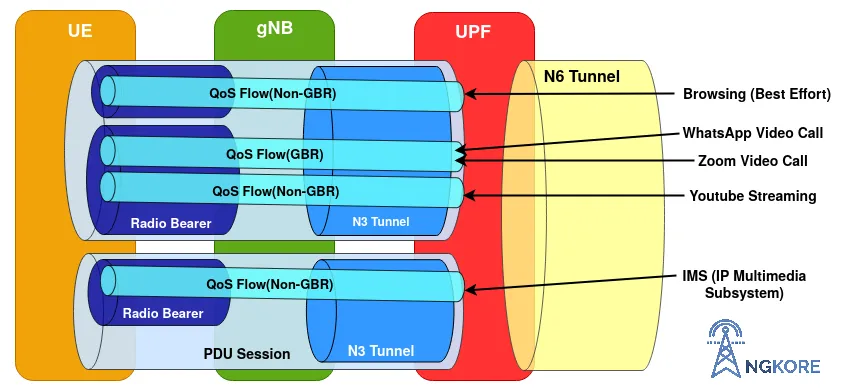 UE
gNB
UPF
N6 Tunnel
QoS Flow(Non-GBR)
Browsing (Best Effort)
WhatsApp Video Call
QoS Flow(GBR)
Zoom Video Call
QoS Flow(Non-GBR)
Youtube Streaming
Radio Bearer
N3 Tunnel
QoS Flow(Non-GBR)
IMS (IP Multimedia
Subsystem)
Radio Bearer
PDU Session
N3 Tunnel
NGKORE